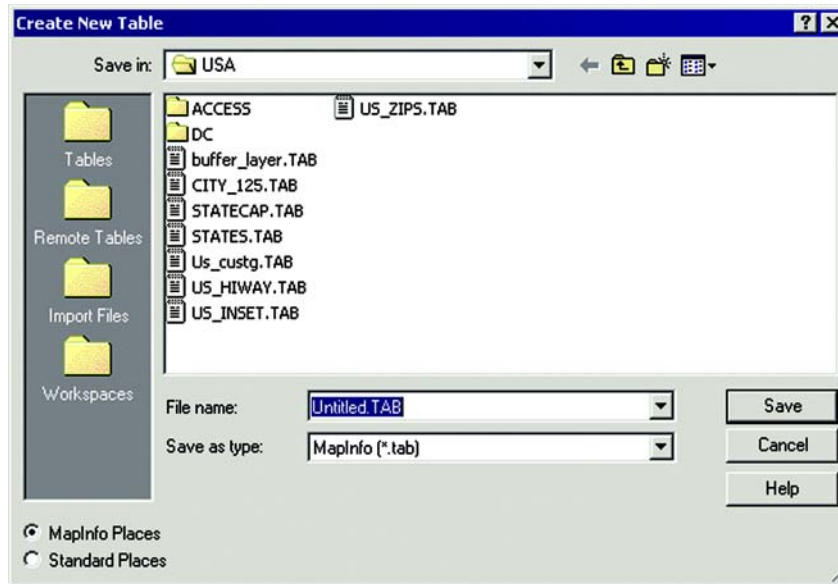 Create New Table
Save in: USA
Tables
Remote Tables
Import Files
Workspaces
ACCESS
DC
buffer_layer.TAB
CITY_125.TAB
STATECAP.TAB
STATES.TAB
Us_custg.TAB
US_HIWAY.TAB
US_INSET.TAB
US_ZIPS.TAB
File name: Untitled.TAB
Save
Save as type: MapInfo (*.tab)
Cancel
Help
MapInfo Places
Standard Places